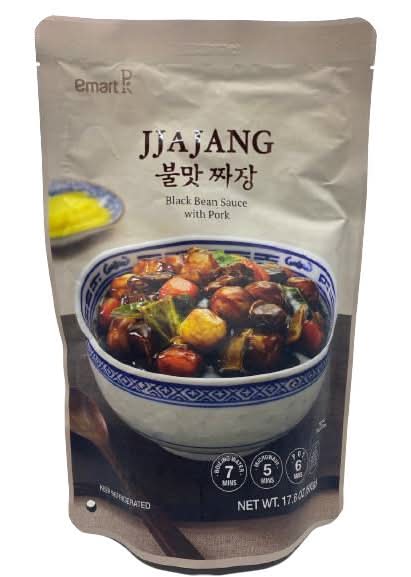 emart
JJAJANG
불맛 짜장
Black Bean Sauce
with Pork
BOILING WATER
7
MINS
MICROWAVE
5
MINS
POT
6
MINS
KEEP REFRIGERATED
NET WT. 17.6 OZ